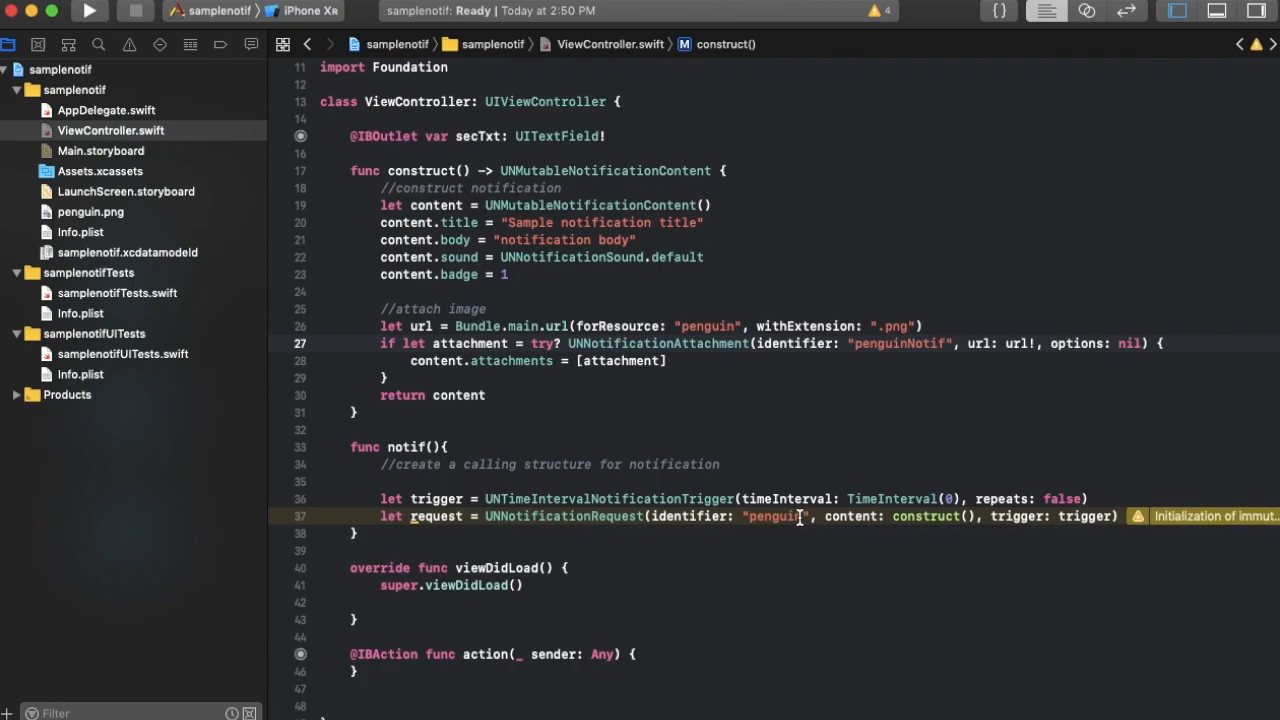 samplenotif iPhone XR
samplenotif: Ready | Today at 2:50 PM
4
{ }
samplenotif samplenotif ViewController.swift M construct()
samplenotif
samplenotif
AppDelegate.swift
ViewController.swift
Main.storyboard
Assets.xcassets
LaunchScreen.storyboard
penguin.png
Info.plist
samplenotif.xcdatamodeld
samplenotifTests
samplenotifTests.swift
Info.plist
samplenotifUITests
samplenotifUITests.swift
Info.plist
Products
Filter
11 import Foundation
12
13 class ViewController: UIViewController {
14
@IBOutlet var secTxt: UITextField!
16
17 func construct() -> UNMutableNotificationContent {
18 //construct notification
19 let content = UNMutableNotificationContent()
20 content.title = "Sample notification title"
21 content.body = "notification body"
22 content.sound = UNNotificationSound.default
23 content.badge = 1
24
25 //attach image
26 let url = Bundle.main.url(forResource: "penguin", withExtension: ".png")
27 if let attachment = try? UNNotificationAttachment(identifier: "penguinNotif", url: url!, options: nil) {
28 content.attachments = [attachment]
29 }
30 return content
31 }
32
33 func notif(){
34 //create a calling structure for notification
35
36 let trigger = UNTimeIntervalNotificationTrigger(timeInterval: TimeInterval(0), repeats: false)
37 let request = UNNotificationRequest(identifier: "penguin", content: construct(), trigger: trigger) Initialization of immut...
38 }
39
40 override func viewDidLoad() {
41 super.viewDidLoad()
42
43 }
44
@IBAction func action(_ sender: Any) {
46 }
47
48